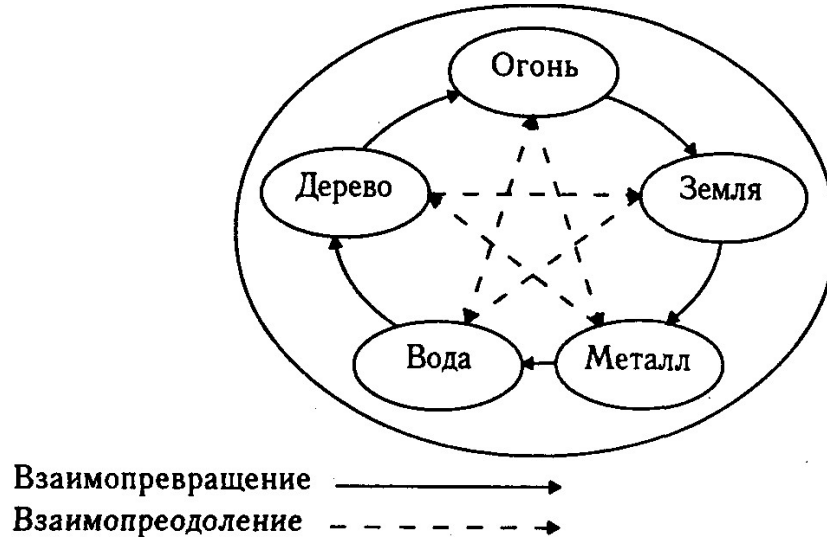 Огонь
Дерево
Земля
Вода
Металл
Взаимопревращение
Взаимопреодоление